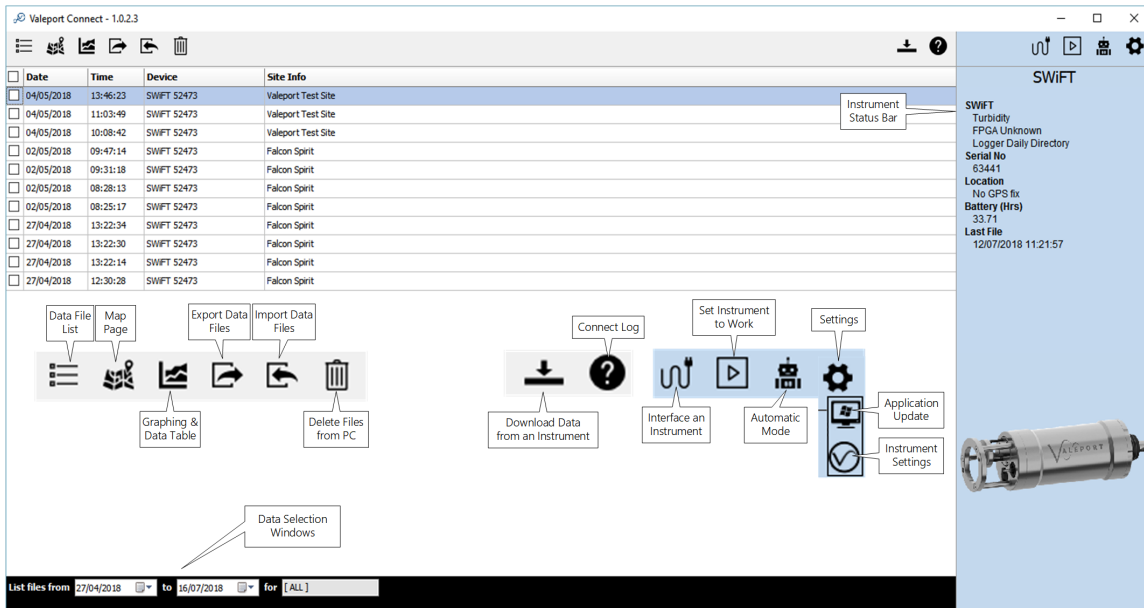 Valeport Connect - 1.0.2.3
SWiFT
Date Time Device Site Info
04/05/2018 13:46:23 SWiFT 52473 Valeport Test Site
04/05/2018 11:03:49 SWiFT 52473 Valeport Test Site
04/05/2018 10:08:42 SWiFT 52473 Valeport Test Site
02/05/2018 09:47:14 SWiFT 52473 Falcon Spirit
02/05/2018 09:31:18 SWiFT 52473 Falcon Spirit
02/05/2018 08:28:13 SWiFT 52473 Falcon Spirit
02/05/2018 08:25:17 SWiFT 52473 Falcon Spirit
27/04/2018 13:22:34 SWiFT 52473 Falcon Spirit
27/04/2018 13:22:30 SWiFT 52473 Falcon Spirit
27/04/2018 13:22:14 SWiFT 52473 Falcon Spirit
27/04/2018 12:30:28 SWiFT 52473 Falcon Spirit
Instrument
Status Bar
SWiFT
Turbidity
FPGA Unknown
Logger Daily Directory
Serial No
63441
Location
No GPS fix
Battery (Hrs)
33.71
Last File
12/07/2018 11:21:57
Data File
List
Map
Page
Export Data
Files
Import Data
Files
Connect Log
Set Instrument
to Work
Settings
Graphing &
Data Table
Delete Files
from PC
Download Data
from an Instrument
Interface an
Instrument
Automatic
Mode
Application
Update
Instrument
Settings
VALEPORT
Data Selection
Windows
List files from 27/04/2018 to 16/07/2018 for [ALL]